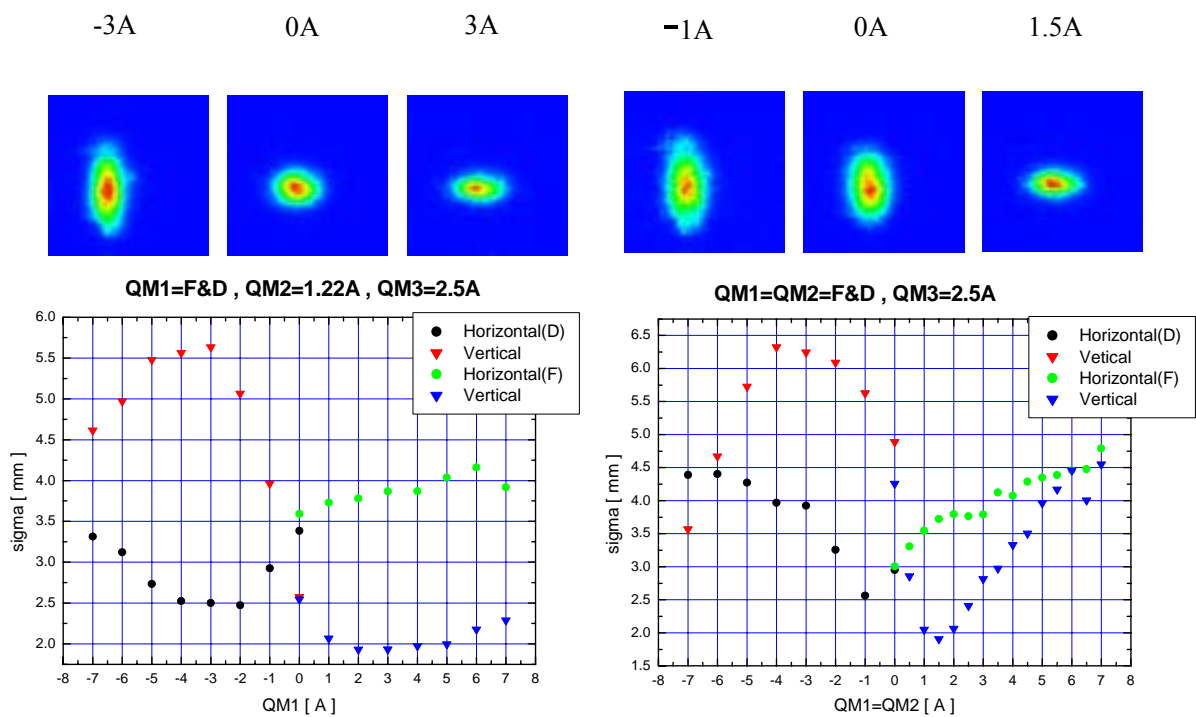 -3A 0A 3A
−1A 0A 1.5A
QM1=F&D , QM2=1.22A , QM3=2.5A
Horizontal(D)
Vertical
Horizontal(F)
Vertical
6.0
5.5
5.0
4.5
4.0
3.5
3.0
2.5
2.0
sigma [ mm ]
-8 -7 -6 -5 -4 -3 -2 -1 0 1 2 3 4 5 6 7 8
QM1 [ A ]
QM1=QM2=F&D , QM3=2.5A
Horizontal(D)
Vetical
Horizontal(F)
Vertical
6.5
6.0
5.5
5.0
4.5
4.0
3.5
3.0
2.5
2.0
1.5
sigma [ mm ]
-8 -7 -6 -5 -4 -3 -2 -1 0 1 2 3 4 5 6 7 8
QM1=QM2 [ A ]